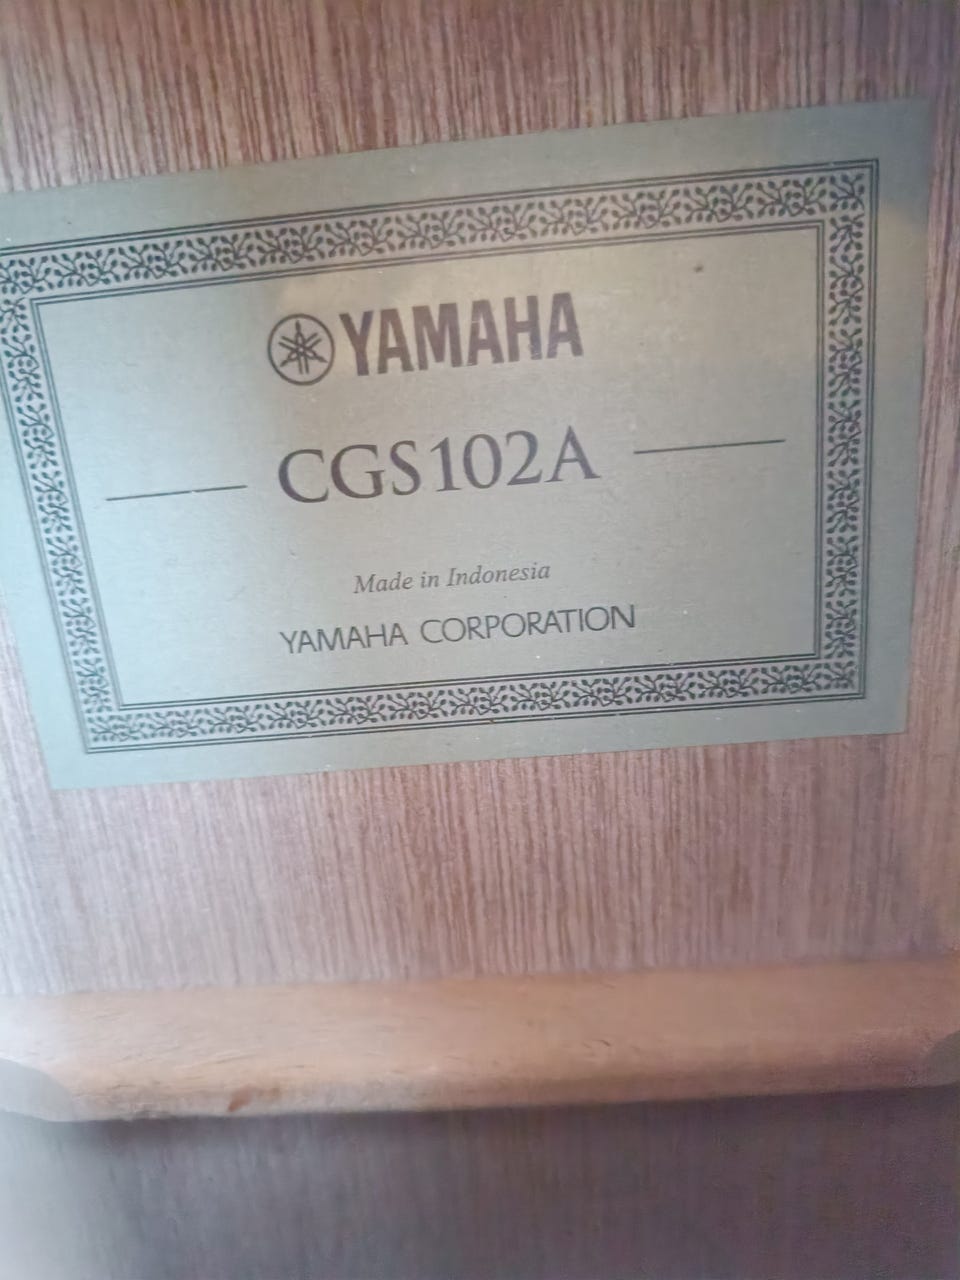 YAMAHA
CGS102A
Made in Indonesia
YAMAHA CORPORATION